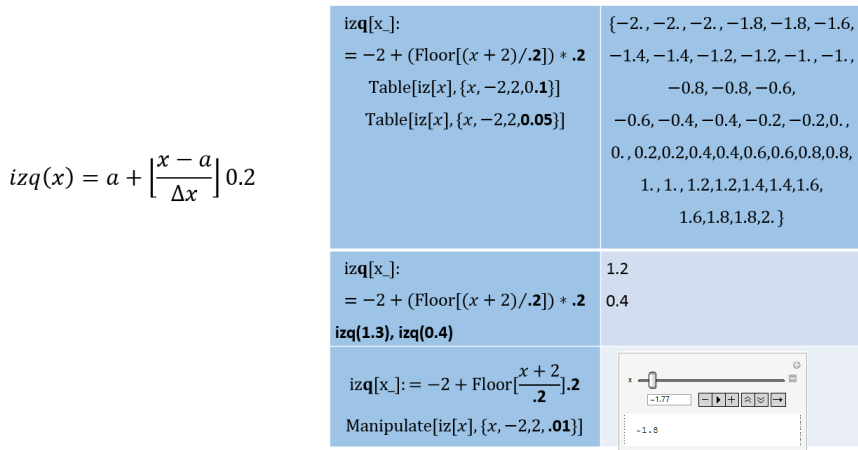 izq(x) = a + ⌊(x − a)/Δx⌋ 0.2
izq[x_]:
= −2 + (Floor[(x + 2)/.2]) * .2
Table[iz[x], {x, −2,2,0.1}]
Table[iz[x], {x, −2,2,0.05}]
{−2. , −2. , −2. , −1.8, −1.8, −1.6,
−1.4, −1.4, −1.2, −1.2, −1. , −1. ,
−0.8, −0.8, −0.6,
−0.6, −0.4, −0.4, −0.2, −0.2,0. ,
0. , 0.2,0.2,0.4,0.4,0.6,0.6,0.8,0.8,
1. , 1. , 1.2,1.2,1.4,1.4,1.6,
1.6,1.8,1.8,2. }
izq[x_]:
= −2 + (Floor[(x + 2)/.2]) * .2
izq(1.3), izq(0.4)
1.2
0.4
izq[x_]: = −2 + Floor[(x + 2)/.2].2
Manipulate[iz[x], {x, −2,2, .01}]
x
-1.77
-1.8